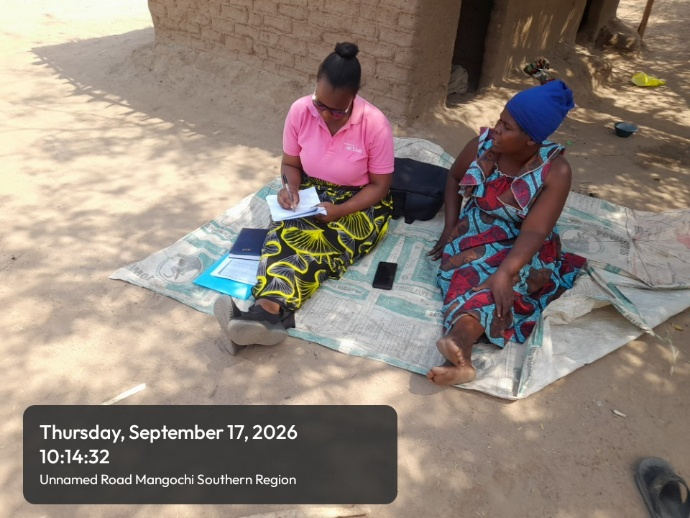 Thursday, September 17, 2026
10:14:32
Unnamed Road Mangochi Southern Region